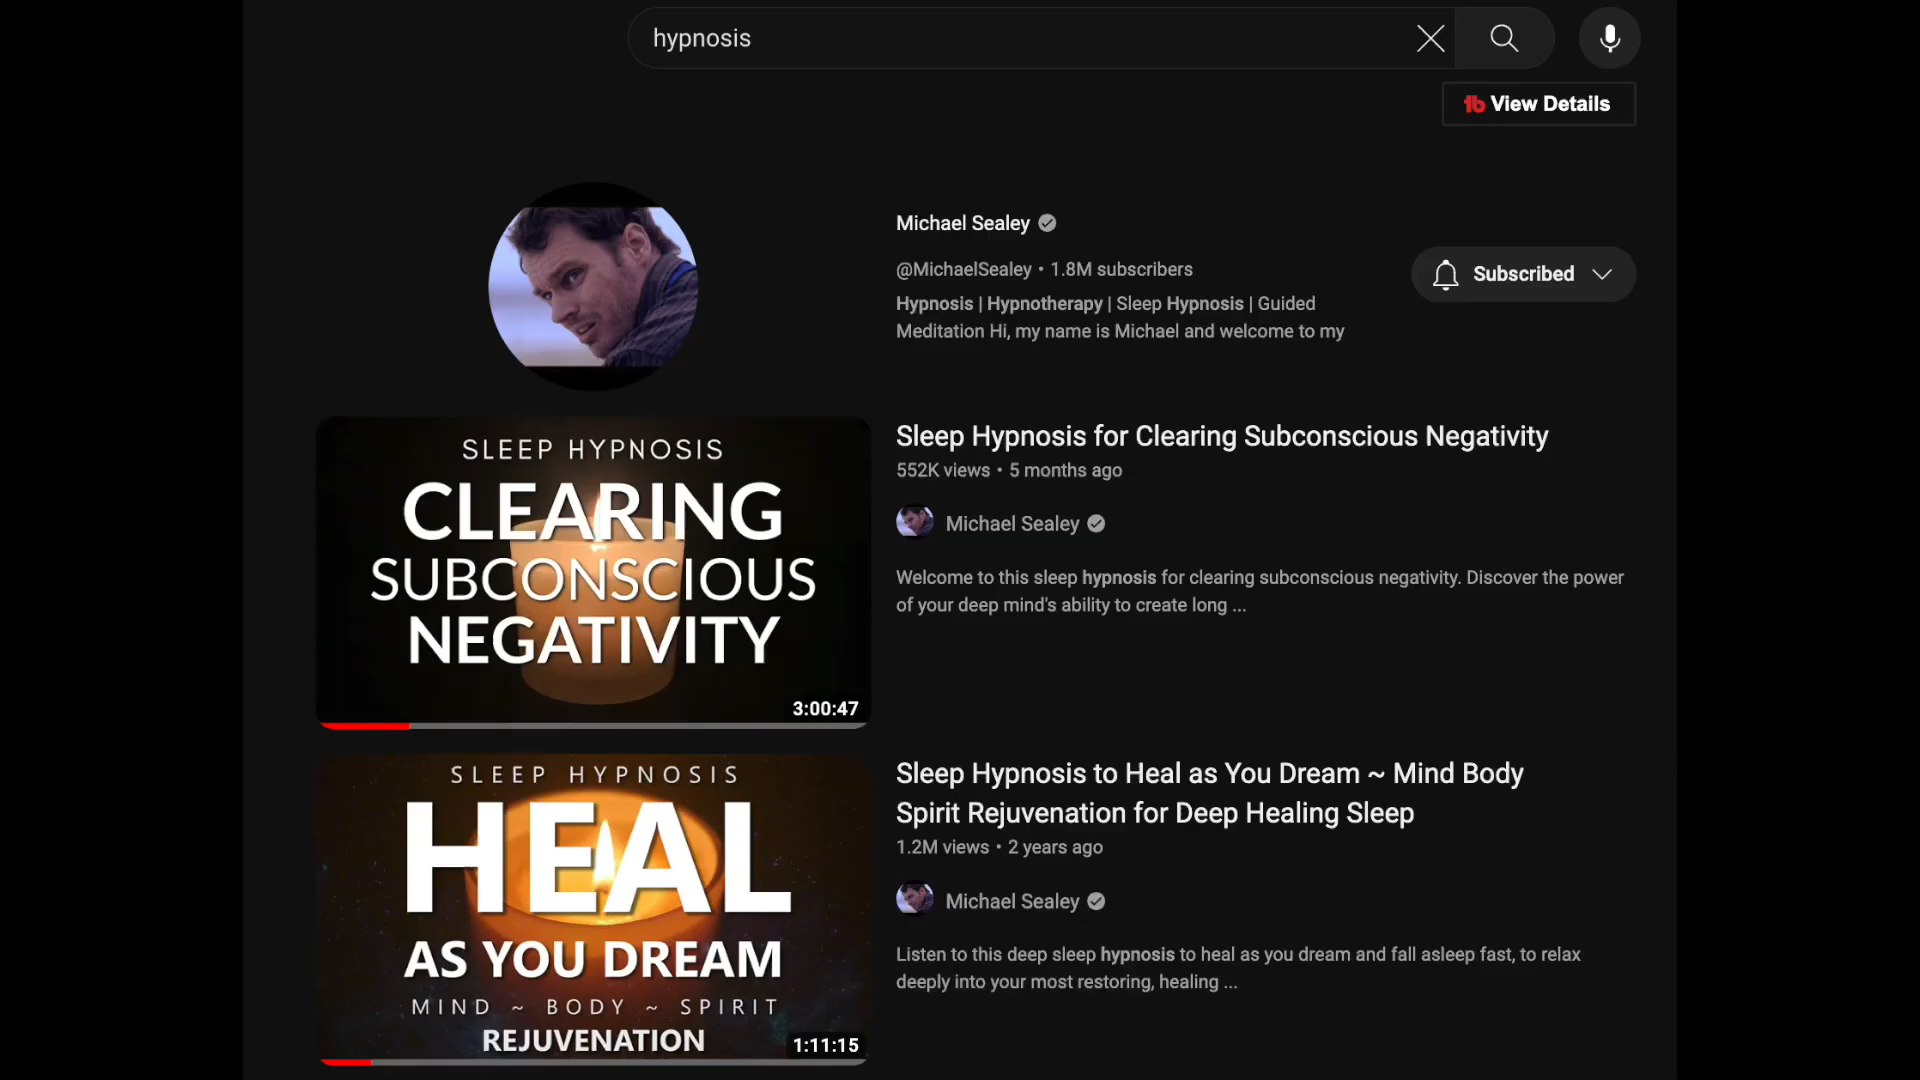 hypnosis
View Details
Michael Sealey
@MichaelSealey • 1.8M subscribers
Hypnosis | Hypnotherapy | Sleep Hypnosis | Guided
Meditation Hi, my name is Michael and welcome to my
Subscribed
SLEEP HYPNOSIS
CLEARING
SUBCONSCIOUS
NEGATIVITY
3:00:47
Sleep Hypnosis for Clearing Subconscious Negativity
552K views • 5 months ago
Michael Sealey
Welcome to this sleep hypnosis for clearing subconscious negativity. Discover the power
of your deep mind's ability to create long ...
SLEEP HYPNOSIS
HEAL
AS YOU DREAM
MIND ~ BODY ~ SPIRIT
REJUVENATION
1:11:15
Sleep Hypnosis to Heal as You Dream ~ Mind Body
Spirit Rejuvenation for Deep Healing Sleep
1.2M views • 2 years ago
Michael Sealey
Listen to this deep sleep hypnosis to heal as you dream and fall asleep fast, to relax
deeply into your most restoring, healing ...